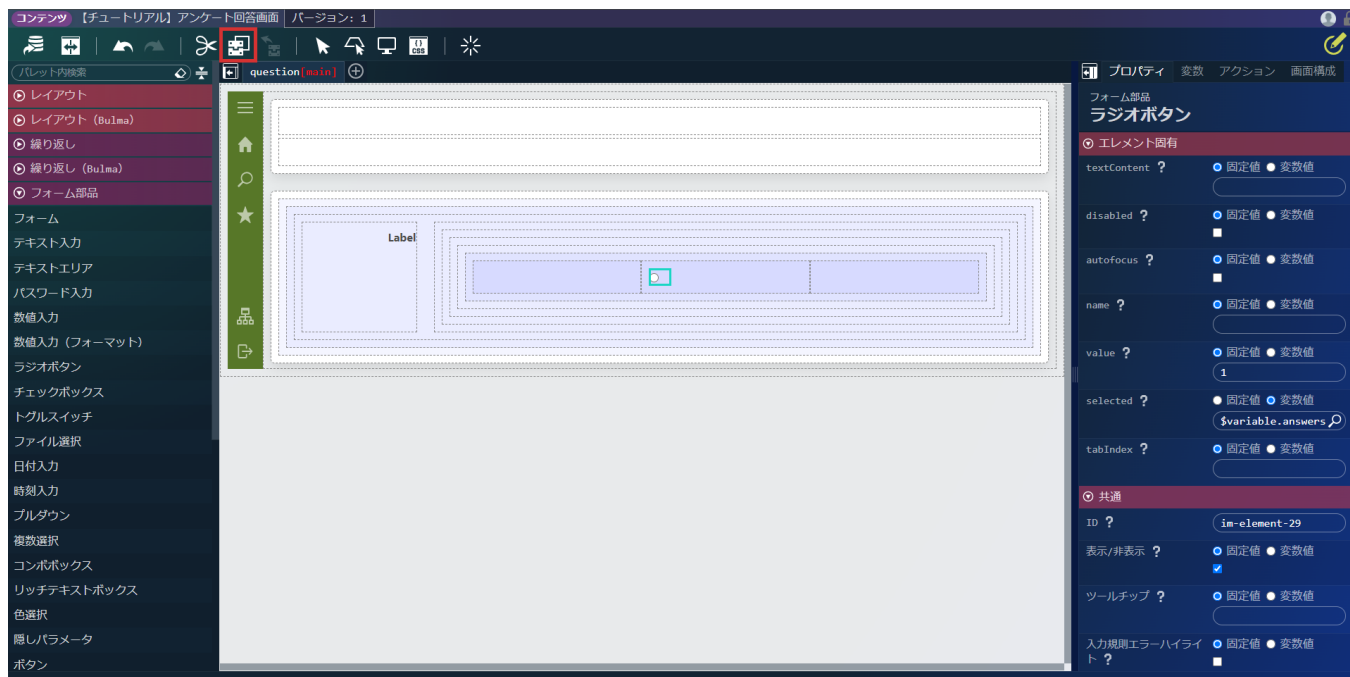 コンテンツ 【チュートリアル】アンケート回答画面 バージョン: 1
{} CSS
パレット内検索
question[main]
プロパティ 変数 アクション 画面構成
レイアウト
レイアウト (Bulma)
繰り返し
繰り返し (Bulma)
フォーム部品
フォーム
テキスト入力
テキストエリア
パスワード入力
数値入力
数値入力 (フォーマット)
ラジオボタン
チェックボックス
トグルスイッチ
ファイル選択
日付入力
時刻入力
プルダウン
複数選択
コンボボックス
リッチテキストボックス
色選択
隠しパラメータ
ボタン
Label
フォーム部品
ラジオボタン
エレメント固有
textContent ? 固定値 変数値
disabled ? 固定値 変数値
autofocus ? 固定値 変数値
name ? 固定値 変数値
value ? 固定値 変数値
1
selected ? 固定値 変数値
$variable.answers
tabIndex ? 固定値 変数値
共通
ID ? im-element-29
表示/非表示 ? 固定値 変数値
ツールチップ ? 固定値 変数値
入力規則エラーハイライ 固定値 変数値
ト ?